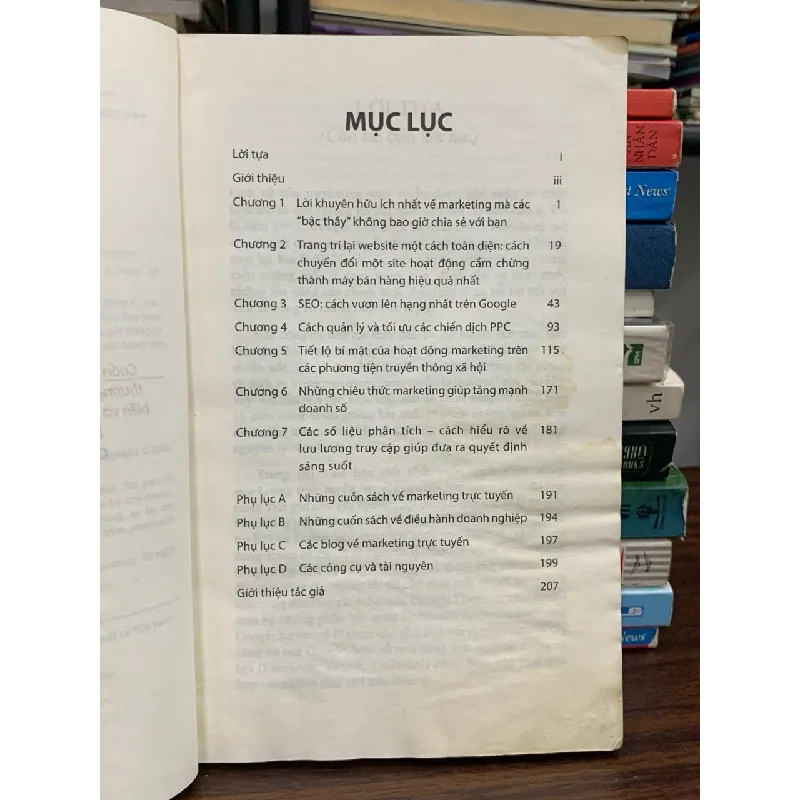 MỤC LỤC
Lời tựa i
Giới thiệu iii
Chương 1 Lời khuyên hữu ích nhất về marketing mà các 1
"bậc thầy" không bao giờ chia sẻ với bạn
Chương 2 Trang trí lại website một cách toàn diện: cách 19
chuyển đổi một site hoạt động cầm chừng
thành máy bán hàng hiệu quả nhất
Chương 3 SEO: cách vươn lên hạng nhất trên Google 43
Chương 4 Cách quản lý và tối ưu các chiến dịch PPC 93
Chương 5 Tiết lộ bí mật của hoạt động marketing trên 115
các phương tiện truyền thông xã hội
Chương 6 Những chiêu thức marketing giúp tăng mạnh 171
doanh số
Chương 7 Các số liệu phân tích – cách hiểu rõ về 181
lưu lượng truy cập giúp đưa ra quyết định
sáng suốt
Phụ lục A Những cuốn sách về marketing trực tuyến 191
Phụ lục B Những cuốn sách về điều hành doanh nghiệp 194
Phụ lục C Các blog về marketing trực tuyến 197
Phụ lục D Các công cụ và tài nguyên 199
Giới thiệu tác giả 207
NHÂN
DÂN
News
vh
News